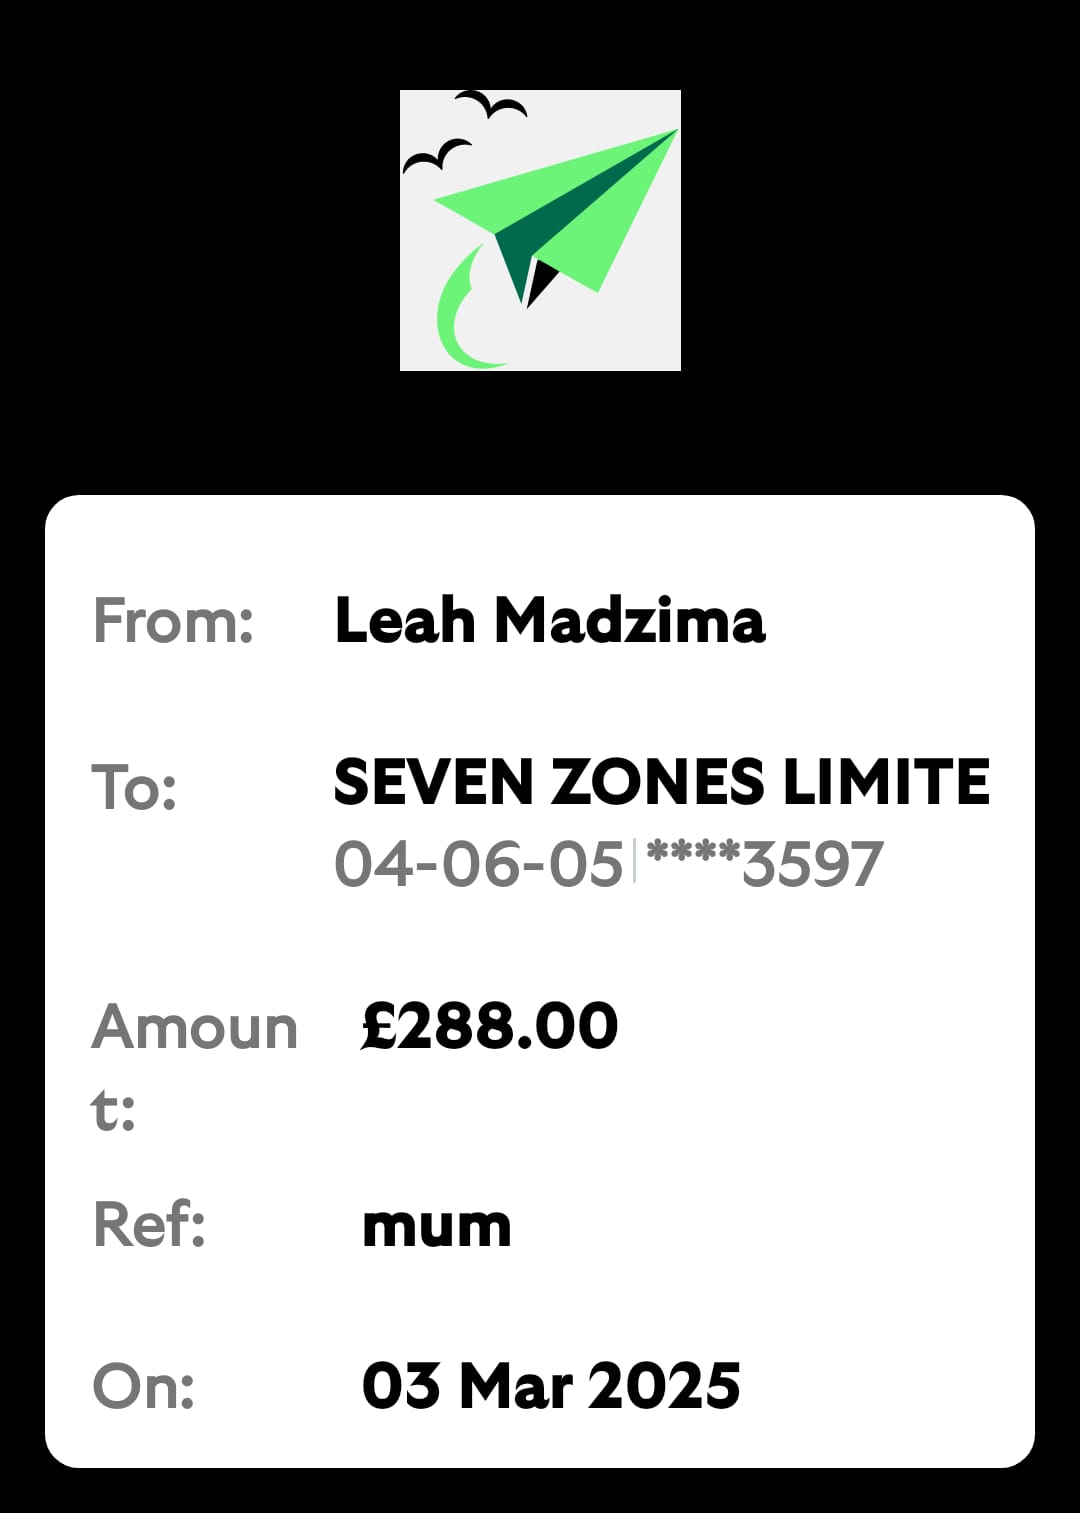 From: Leah Madzima
To: SEVEN ZONES LIMITE
04-06-05 | ****3597
Amoun £288.00
t:
Ref: mum
On: 03 Mar 2025